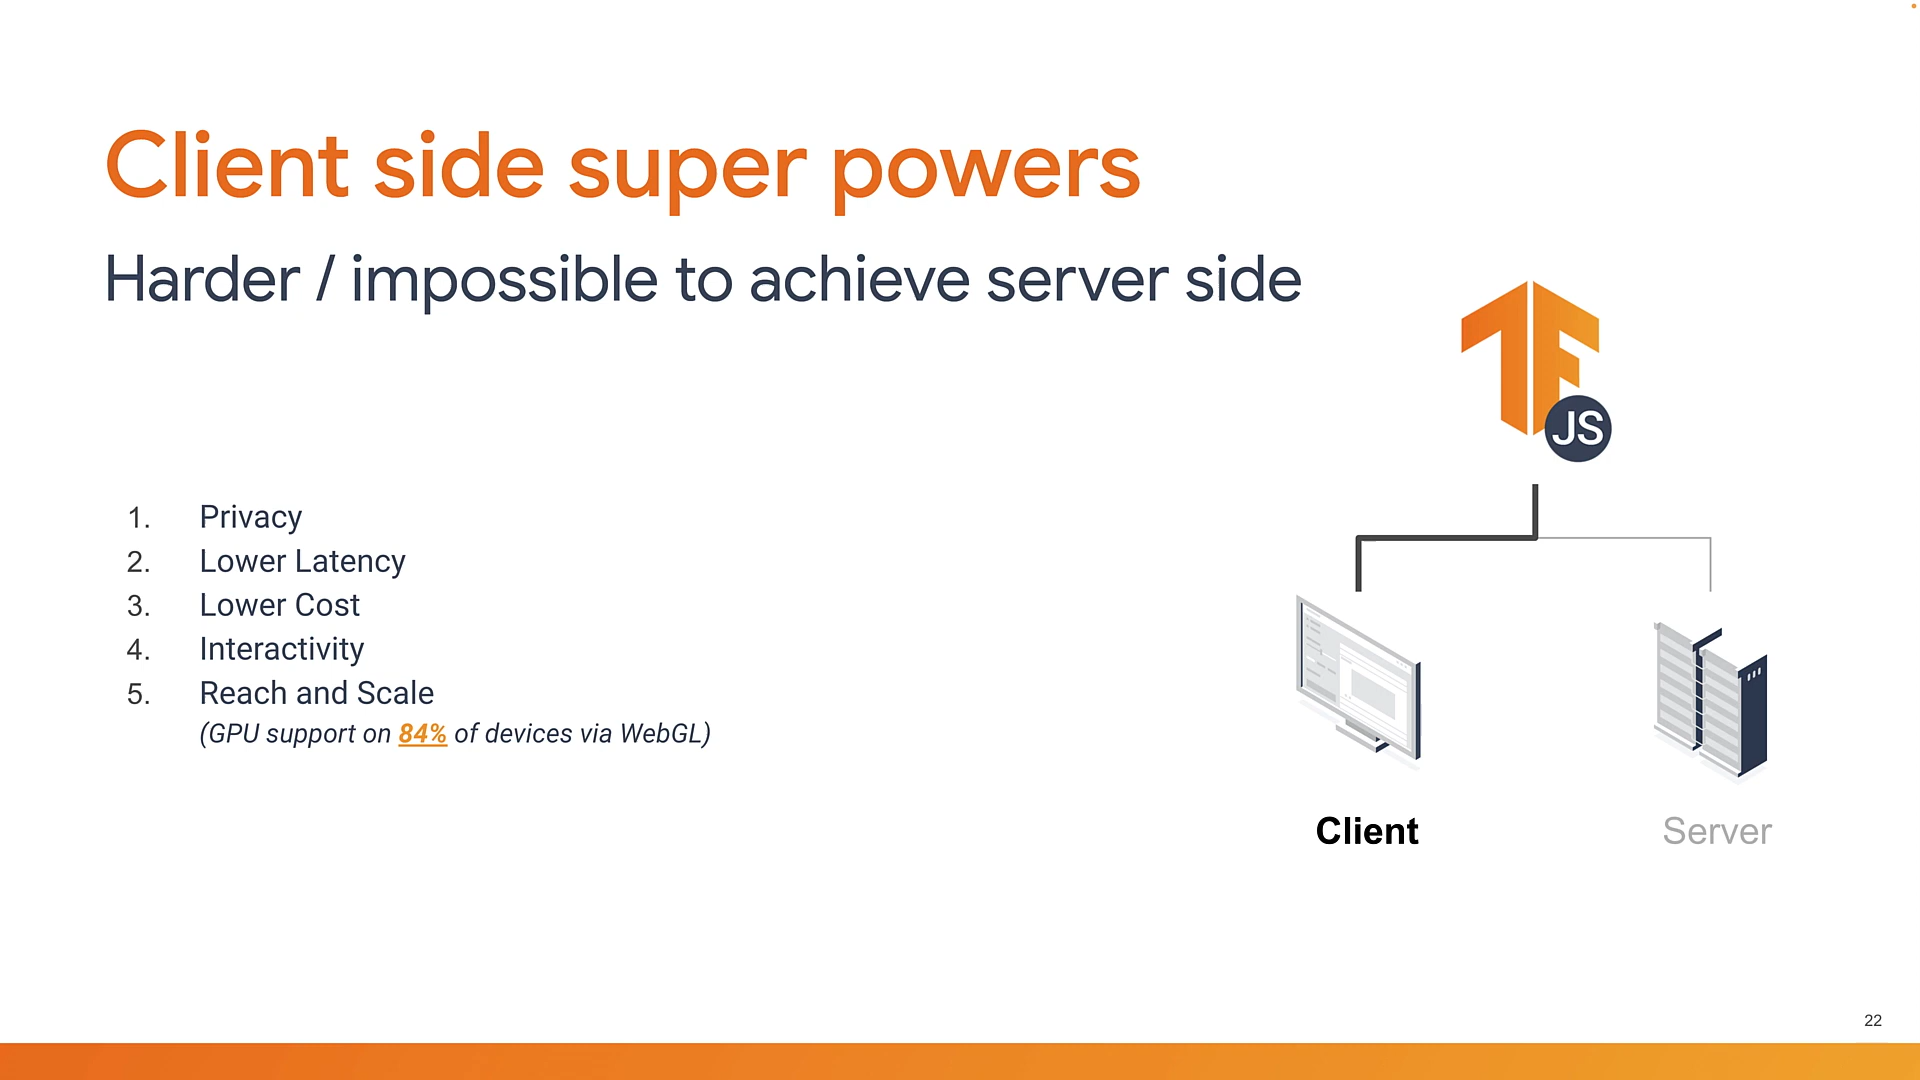 Client side super powers
Harder / impossible to achieve server side
JS
1. Privacy
2. Lower Latency
3. Lower Cost
4. Interactivity
5. Reach and Scale
(GPU support on 84% of devices via WebGL)
Client
Server
22